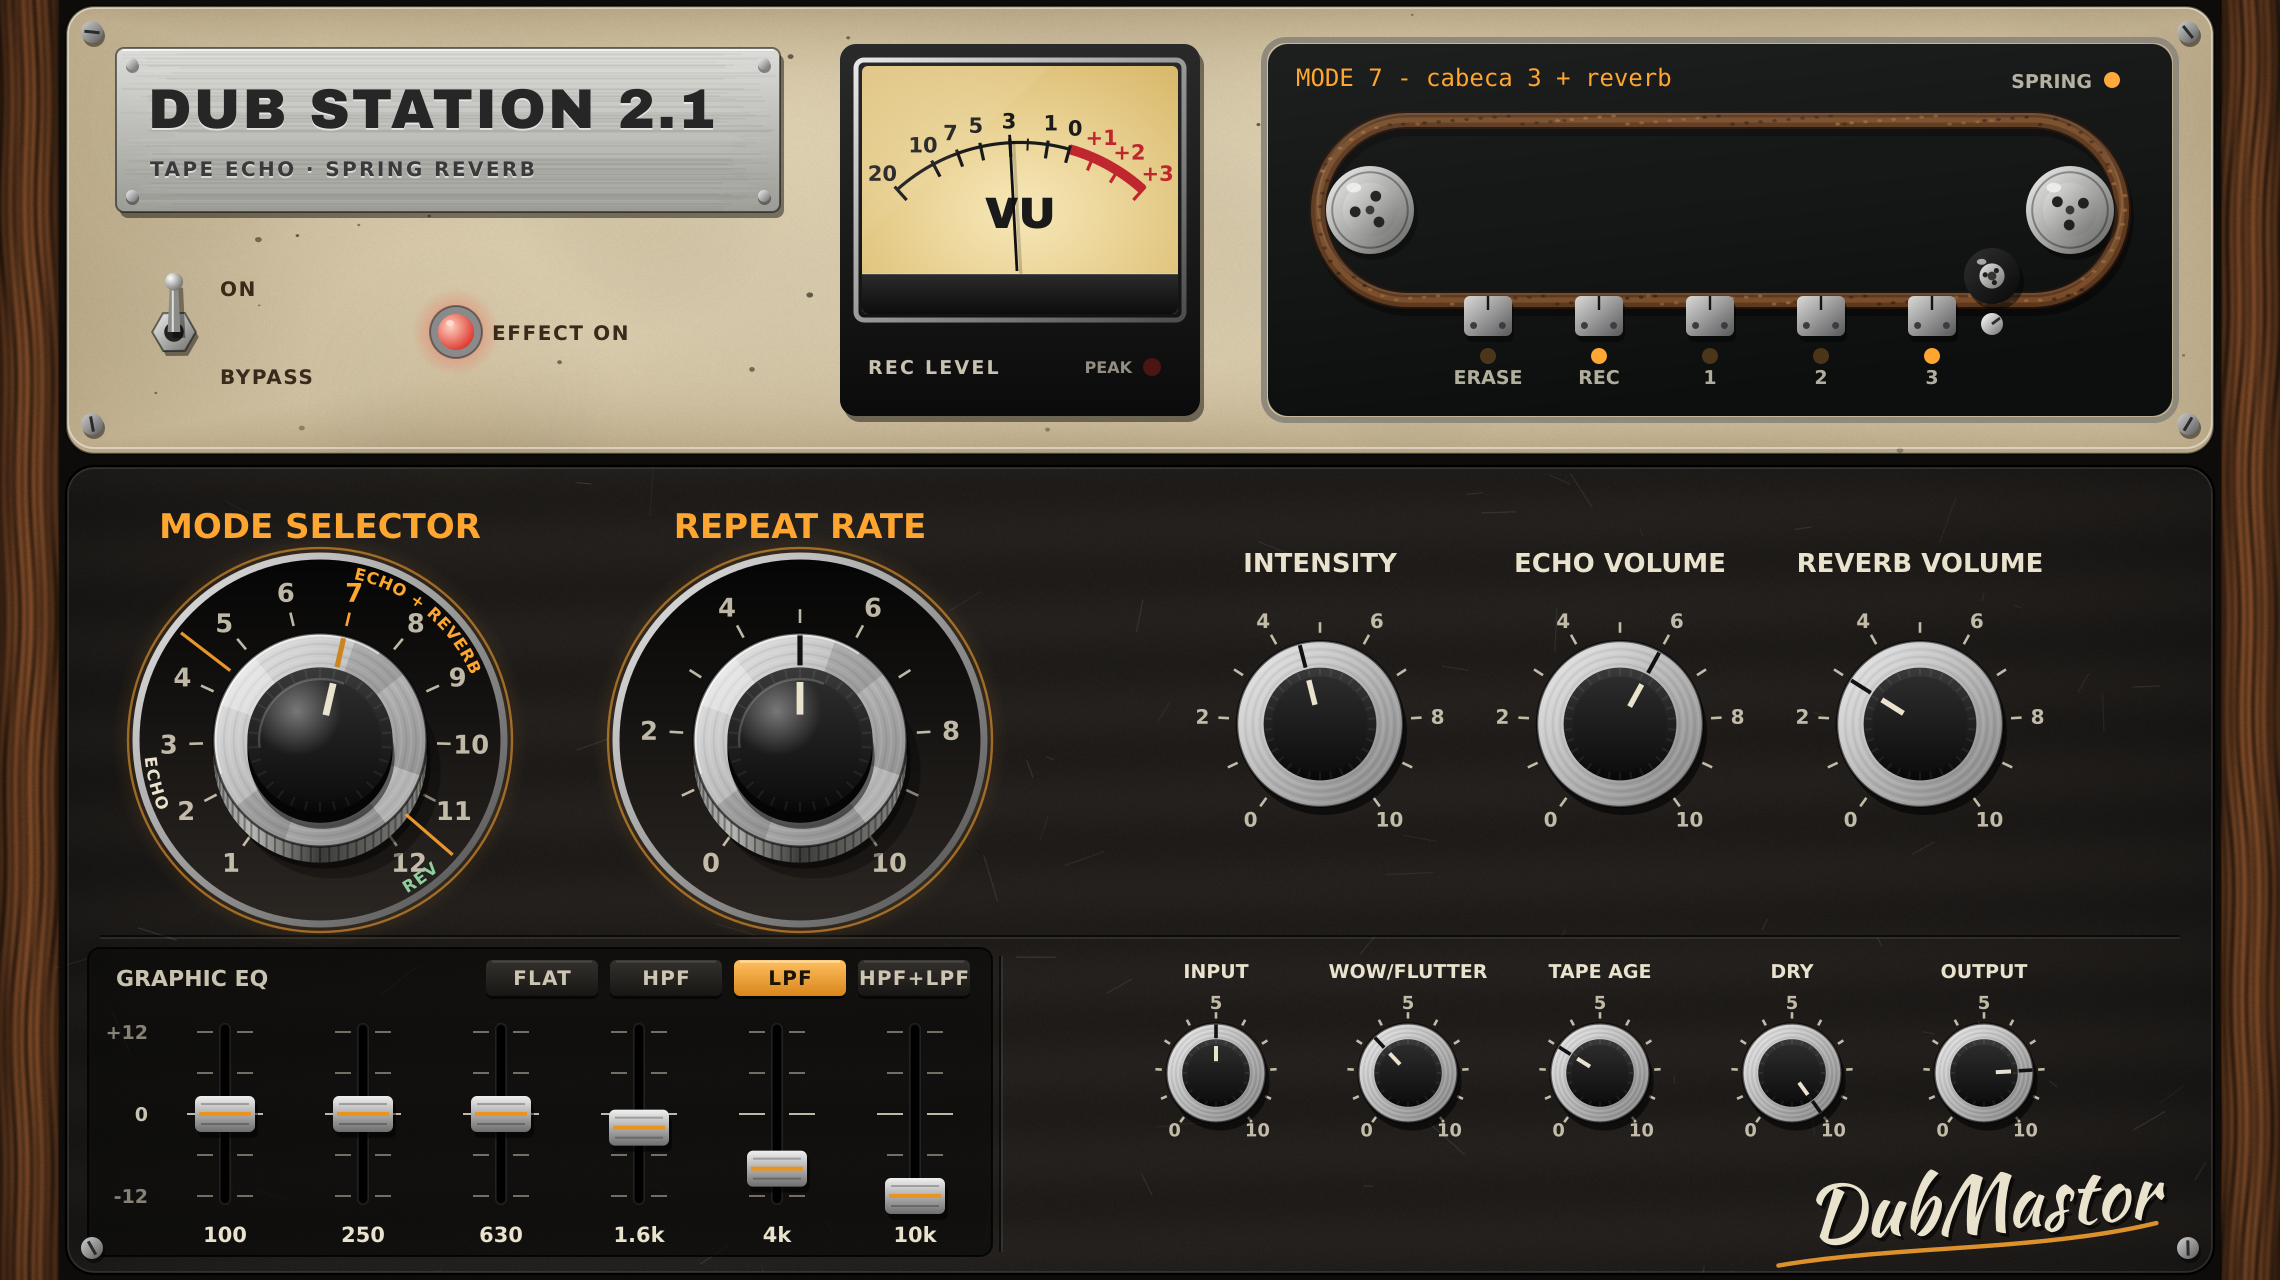 DUB STATION 2.1
TAPE ECHO · SPRING REVERB
ON
BYPASS
EFFECT ON
20 10 7 5 3 1 0 +1 +2 +3
VU
REC LEVEL
PEAK
MODE 7 - cabeca 3 + reverb
SPRING
ERASE REC 1 2 3
MODE SELECTOR
1 2 3 4 5 6 7 8 9 10 11 12
ECHO
ECHO + REVERB
REV
REPEAT RATE
0 2 4 6 8 10
INTENSITY
0 2 4 6 8 10
ECHO VOLUME
0 2 4 6 8 10
REVERB VOLUME
0 2 4 6 8 10
GRAPHIC EQ
FLAT HPF LPF HPF+LPF
+12
0
-12
100 250 630 1.6k 4k 10k
INPUT
0 5 10
WOW/FLUTTER
0 5 10
TAPE AGE
0 5 10
DRY
0 5 10
OUTPUT
0 5 10
DubMastor